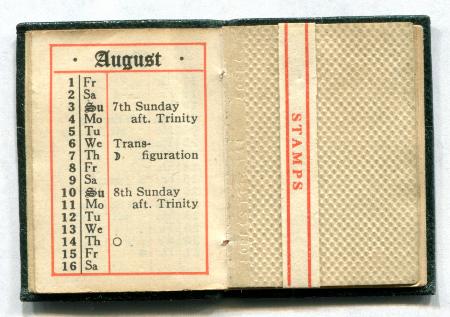 · August ·
1 Fr
2 Sa
3 Su 7th Sunday
4 Mo aft. Trinity
5 Tu
6 We Trans-
7 Th ☽ figuration
8 Fr
9 Sa
10 Su 8th Sunday
11 Mo aft. Trinity
12 Tu
13 We
14 Th ○
15 Fr
16 Sa
STAMPS